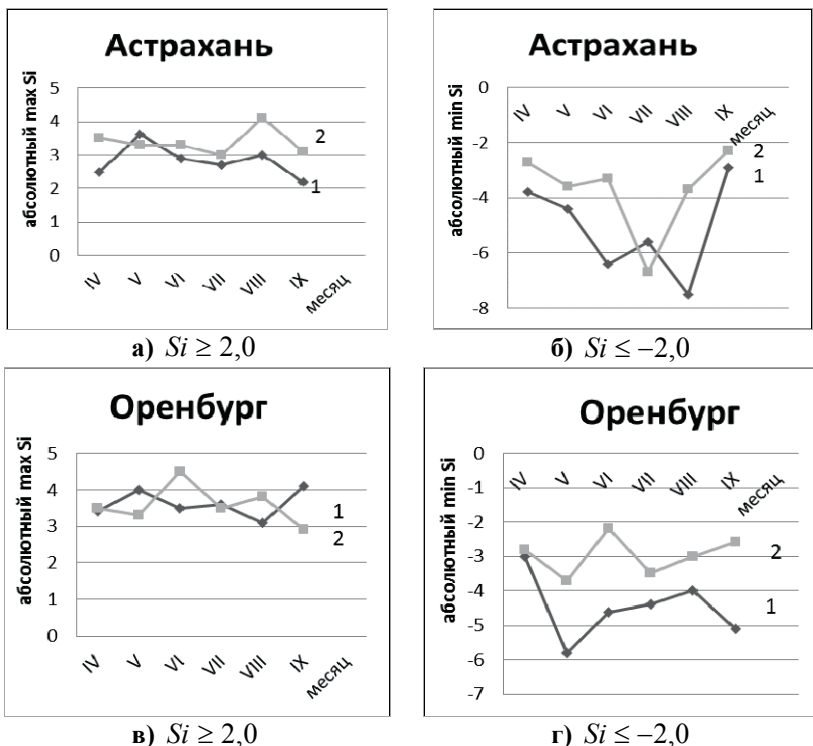 Астрахань
абсолютный max Si
5
4
3
2
1
0
2
1
IV V VI VII VIII IX месяц
а) Si ≥ 2,0
Астрахань
абсолютный min Si
0
-2
-4
-6
-8
IV V VI VII VIII IX месяц
2
1
б) Si ≤ −2,0
Оренбург
абсолютный max Si
5
4
3
2
1
0
1
2
IV V VI VII VIII IX месяц
в) Si ≥ 2,0
Оренбург
абсолютный min Si
0
-1
-2
-3
-4
-5
-6
-7
IV V VI VII VIII IX месяц
2
1
г) Si ≤ −2,0